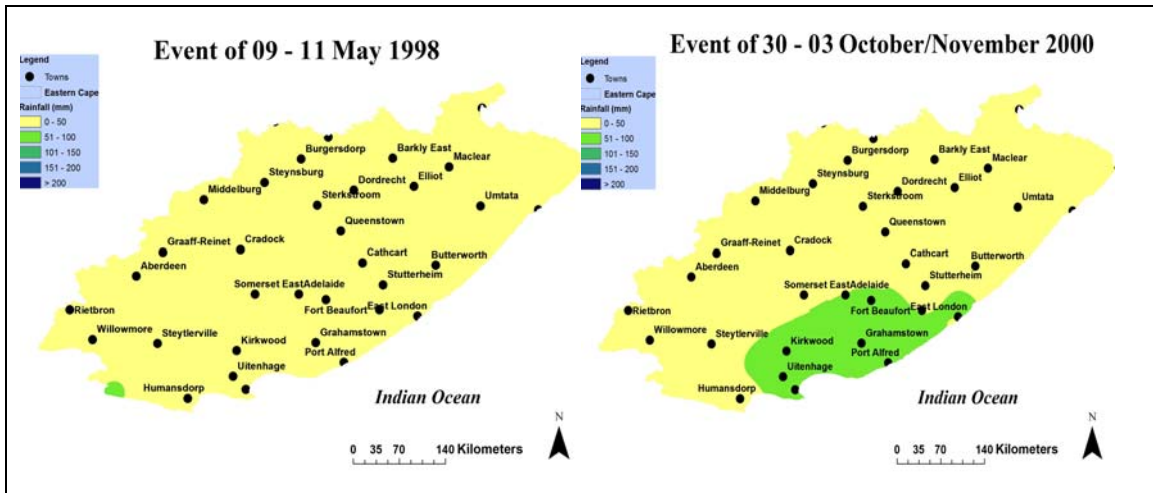 Event of 09 - 11 May 1998
Legend
Towns
Eastern Cape
Rainfall (mm)
0 - 50
51 - 100
101 - 150
151 - 200
> 200
Burgersdorp
Barkly East
Maclear
Steynsburg
Dordrecht
Elliot
Middelburg
Sterkstroom
Umtata
Queenstown
Graaff-Reinet
Cradock
Cathcart
Butterworth
Aberdeen
Stutterheim
Somerset East
Adelaide
Rietbron
Fort Beaufort
East London
Willowmore
Steytlerville
Grahamstown
Kirkwood
Port Alfred
Uitenhage
Humansdorp
Indian Ocean
N
0 35 70 140 Kilometers
Event of 30 - 03 October/November 2000
Legend
Towns
Eastern Cape
Rainfall (mm)
0 - 50
51 - 100
101 - 150
151 - 200
> 200
Burgersdorp
Barkly East
Maclear
Steynsburg
Dordrecht
Elliot
Middelburg
Sterkstroom
Umtata
Queenstown
Graaff-Reinet
Cradock
Cathcart
Butterworth
Aberdeen
Stutterheim
Somerset East
Adelaide
Rietbron
Fort Beaufort
East London
Willowmore
Steytlerville
Grahamstown
Kirkwood
Port Alfred
Uitenhage
Humansdorp
Indian Ocean
N
0 35 70 140 Kilometers